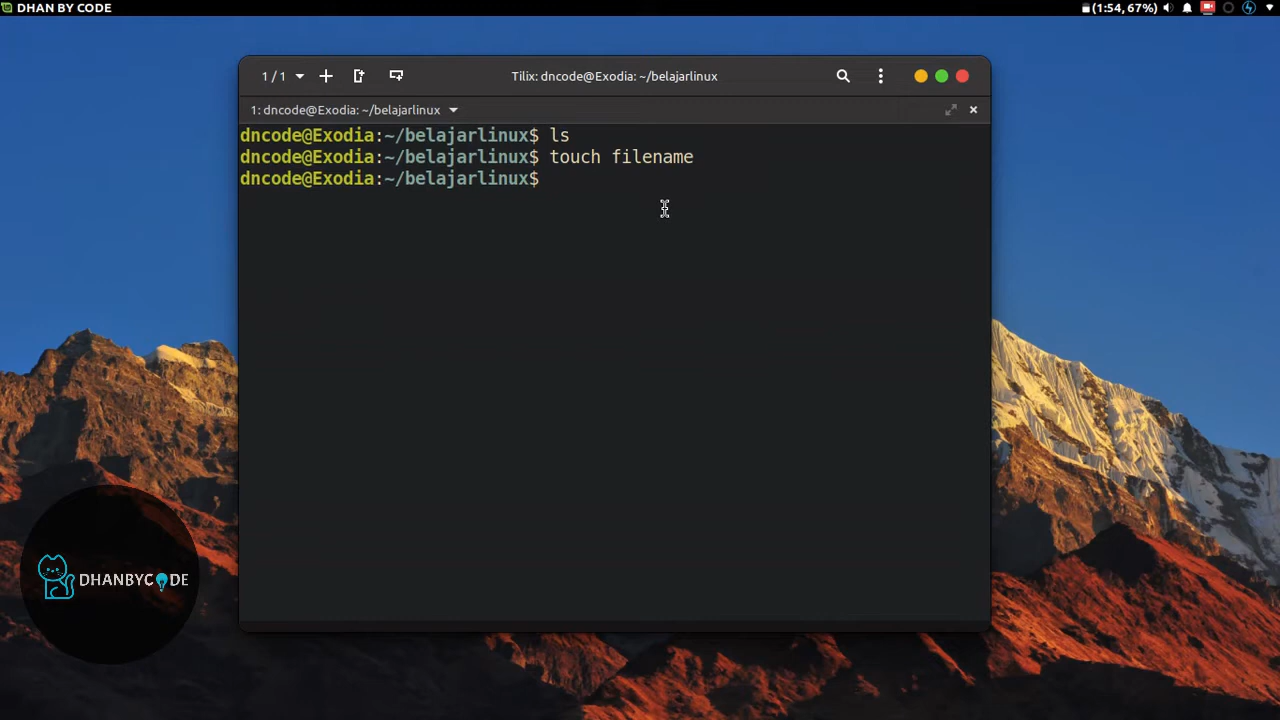 DHAN BY CODE
(1:54, 67%)
1 / 1
Tilix: dncode@Exodia: ~/belajarlinux
1: dncode@Exodia: ~/belajarlinux
dncode@Exodia:~/belajarlinux$ ls
dncode@Exodia:~/belajarlinux$ touch filename
dncode@Exodia:~/belajarlinux$
DHANBYCODE